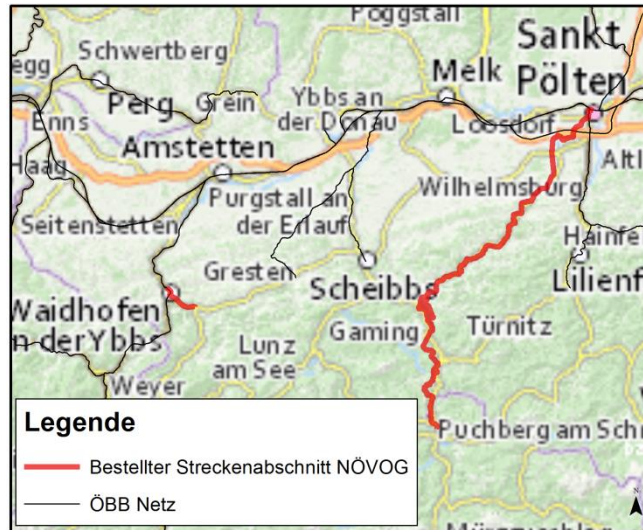 Poggstall
Sankt
Pölten
Schwertberg
egg
Melk
Perg
Grein
Ybbs an
der Donau
Loosdorf
Enns
Altl
Haag
Amstetten
Wilhelmsburg
Purgstall an
der Erlauf
Seitenstetten
Hainfe
Gresten
Scheibbs
Lilienf
Waidhofen
n der Ybbs
Gaming
Türnitz
Lunz
am See
Weyer
Legende
Puchberg am Schn
Bestellter Streckenabschnitt NÖVOG
ÖBB Netz
N